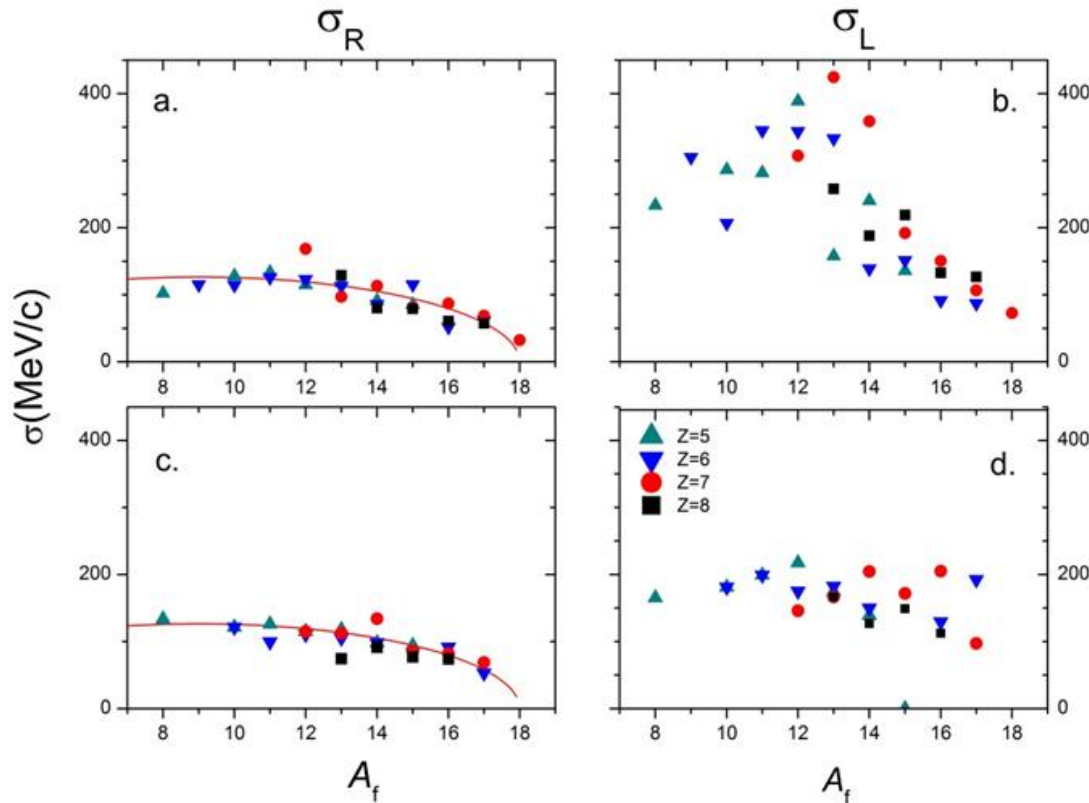 σR σL
400 400
a. b.
200 200
0 0
8 10 12 14 16 18 8 10 12 14 16 18
σ(MeV/c)
400 400
c. d.
Z=5
Z=6
Z=7
Z=8
200 200
0 0
8 10 12 14 16 18 8 10 12 14 16 18
Af Af